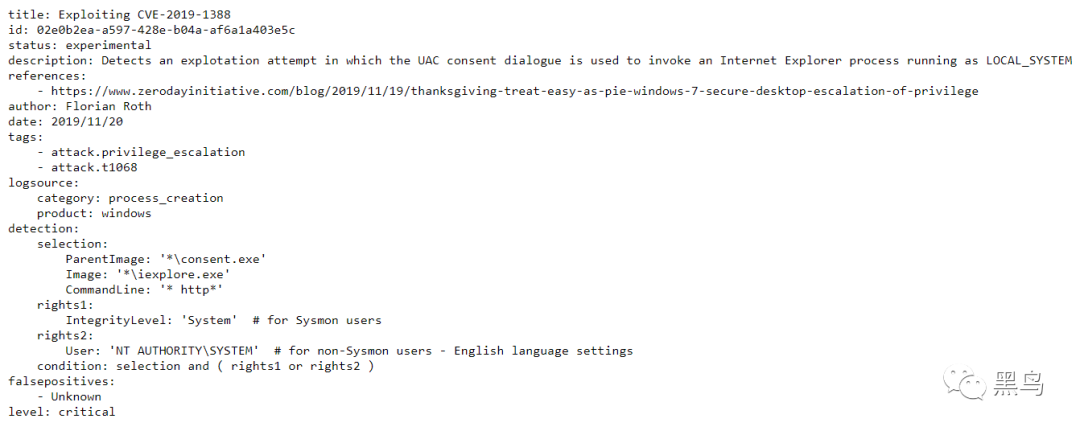 title: Exploiting CVE-2019-1388
id: 02e0b2ea-a597-428e-b04a-af6a1a403e5c
status: experimental
description: Detects an explotation attempt in which the UAC consent dialogue is used to invoke an Internet Explorer process running as LOCAL_SYSTEM
references:
    - https://www.zerodayinitiative.com/blog/2019/11/19/thanksgiving-treat-easy-as-pie-windows-7-secure-desktop-escalation-of-privilege
author: Florian Roth
date: 2019/11/20
tags:
    - attack.privilege_escalation
    - attack.t1068
logsource:
    category: process_creation
    product: windows
detection:
    selection:
        ParentImage: '*\consent.exe'
        Image: '*\iexplore.exe'
        CommandLine: '* http*'
    rights1:
        IntegrityLevel: 'System'  # for Sysmon users
    rights2:
        User: 'NT AUTHORITY\SYSTEM'  # for non-Sysmon users - English language settings
    condition: selection and ( rights1 or rights2 )
falsepositives:
    - Unknown
level: critical
黑鸟